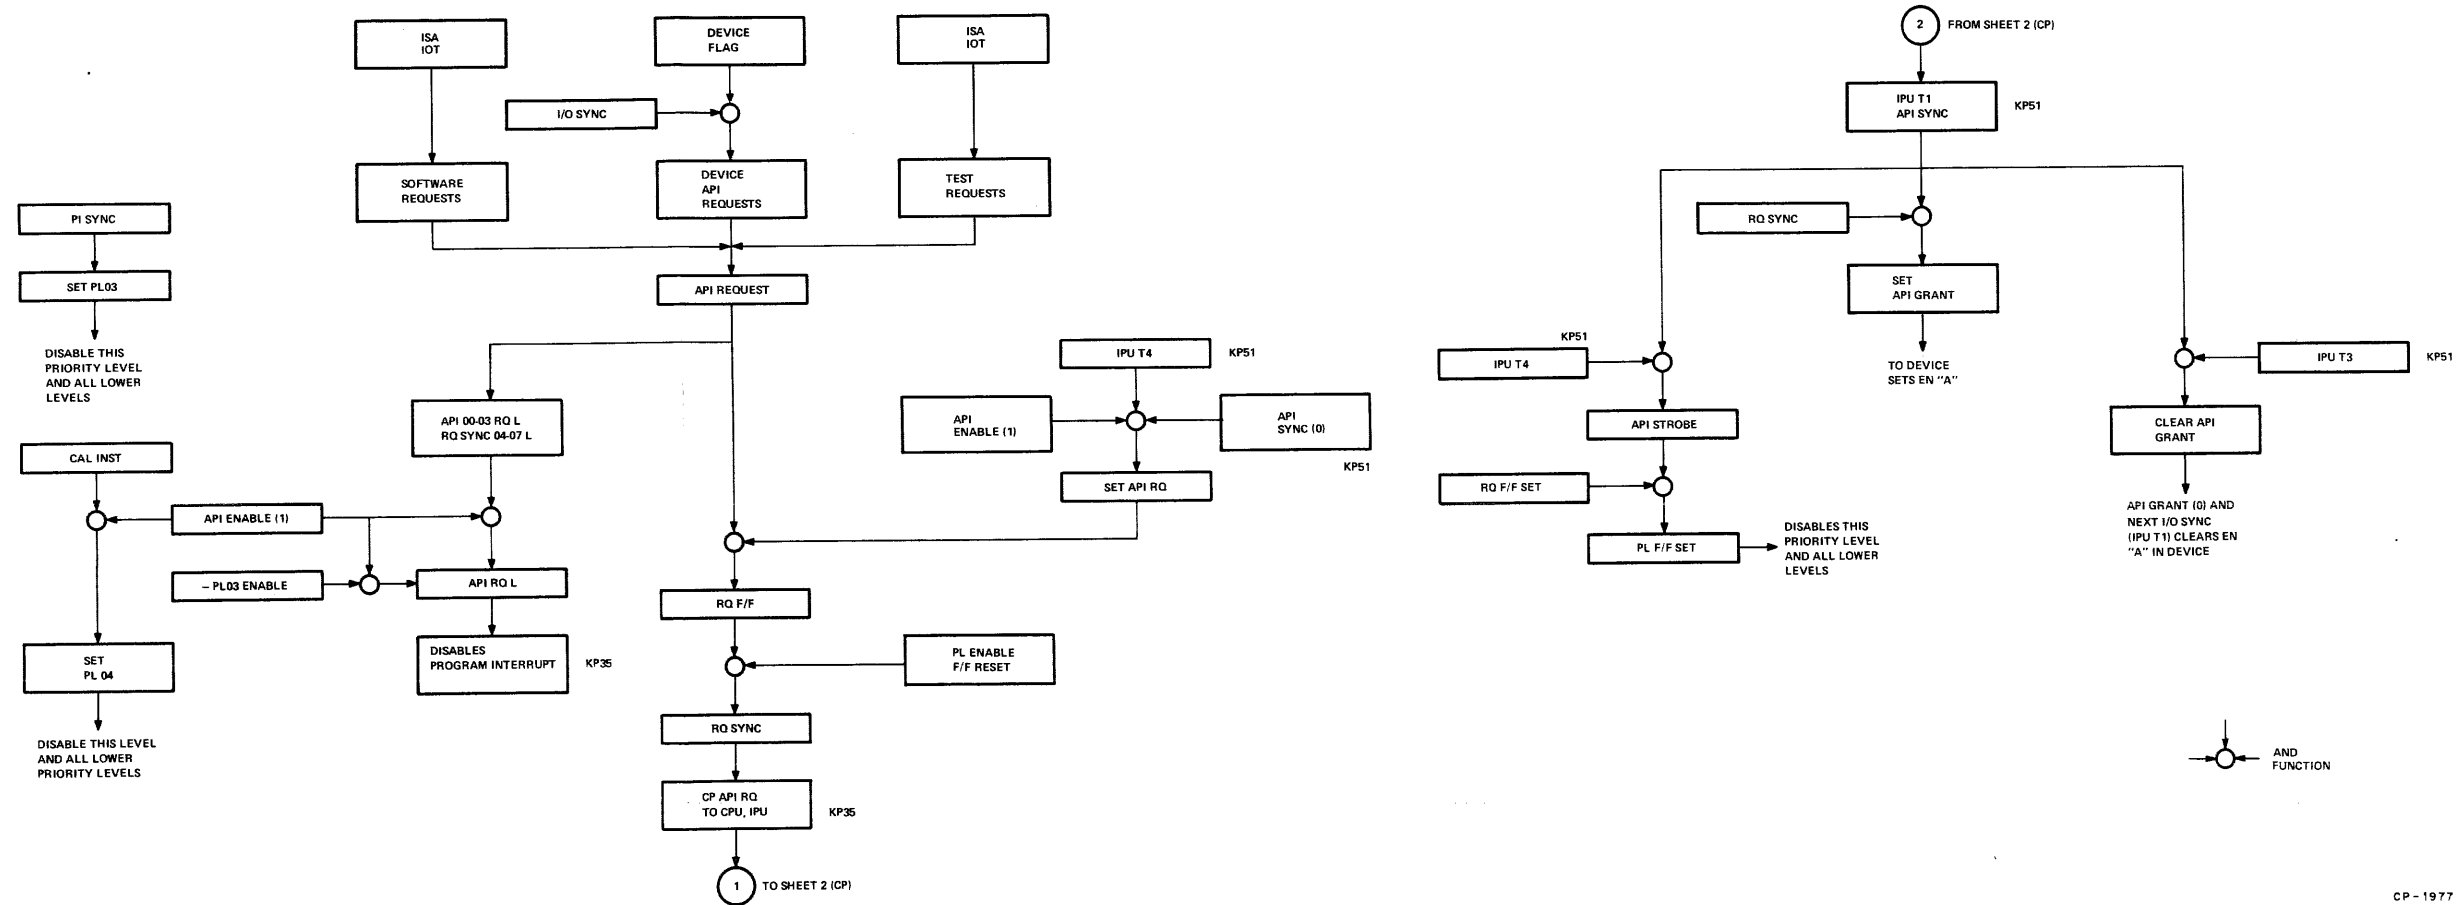 ISA
IOT
DEVICE
FLAG
ISA
IOT
I/O SYNC
SOFTWARE
REQUESTS
DEVICE
API
REQUESTS
TEST
REQUESTS
PI SYNC
SET PL03
DISABLE THIS
PRIORITY LEVEL
AND ALL LOWER
LEVELS
API REQUEST
API 00-03 RQ L
RQ SYNC 04-07 L
CAL INST
API ENABLE (1)
– PL03 ENABLE
API RQ L
DISABLES
PROGRAM INTERRUPT
KP35
SET
PL 04
DISABLE THIS LEVEL
AND ALL LOWER
PRIORITY LEVELS
IPU T4
KP51
API
ENABLE (1)
API
SYNC (0)
KP51
SET API RQ
RQ F/F
PL ENABLE
F/F RESET
RQ SYNC
CP API RQ
TO CPU, IPU
KP35
1
TO SHEET 2 (CP)
2
FROM SHEET 2 (CP)
IPU T1
API SYNC
KP51
RQ SYNC
SET
API GRANT
TO DEVICE
SETS EN "A"
KP51
IPU T4
API STROBE
RQ F/F SET
PL F/F SET
DISABLES THIS
PRIORITY LEVEL
AND ALL LOWER
LEVELS
IPU T3
KP51
CLEAR API
GRANT
API GRANT (0) AND
NEXT I/O SYNC
(IPU T1) CLEARS EN
"A" IN DEVICE
AND
FUNCTION
CP-1977